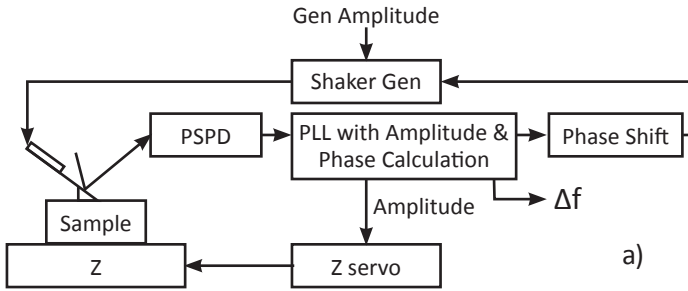 Gen Amplitude
Shaker Gen
PSPD
PLL with Amplitude &
Phase Calculation
Phase Shift
Δf
Amplitude
Sample
Z
Z servo
a)